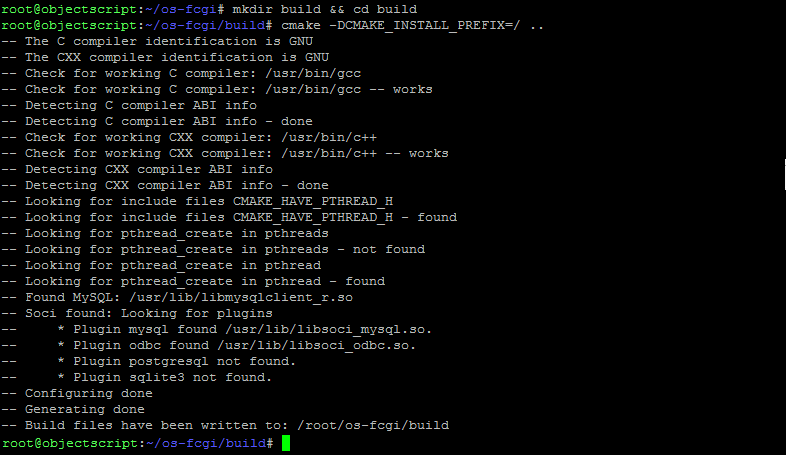 root@objectscript:~/os-fcgi# mkdir build && cd build
root@objectscript:~/os-fcgi/build# cmake -DCMAKE_INSTALL_PREFIX=/ ..
-- The C compiler identification is GNU
-- The CXX compiler identification is GNU
-- Check for working C compiler: /usr/bin/gcc
-- Check for working C compiler: /usr/bin/gcc -- works
-- Detecting C compiler ABI info
-- Detecting C compiler ABI info - done
-- Check for working CXX compiler: /usr/bin/c++
-- Check for working CXX compiler: /usr/bin/c++ -- works
-- Detecting CXX compiler ABI info
-- Detecting CXX compiler ABI info - done
-- Looking for include files CMAKE_HAVE_PTHREAD_H
-- Looking for include files CMAKE_HAVE_PTHREAD_H - found
-- Looking for pthread_create in pthreads
-- Looking for pthread_create in pthreads - not found
-- Looking for pthread_create in pthread
-- Looking for pthread_create in pthread - found
-- Found MySQL: /usr/lib/libmysqlclient_r.so
-- Soci found: Looking for plugins
--     * Plugin mysql found /usr/lib/libsoci_mysql.so.
--     * Plugin odbc found /usr/lib/libsoci_odbc.so.
--     * Plugin postgresql not found.
--     * Plugin sqlite3 not found.
-- Configuring done
-- Generating done
-- Build files have been written to: /root/os-fcgi/build
root@objectscript:~/os-fcgi/build#